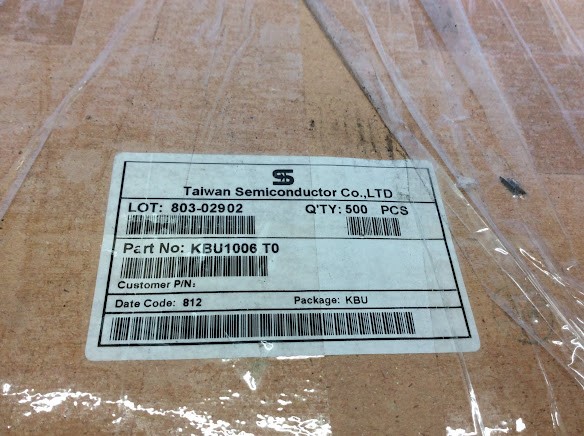 Taiwan Semiconductor Co.,LTD
LOT: 803-02902 Q'TY: 500 PCS
Part No: KBU1006 T0
Customer P/N:
Date Code: 812 Package: KBU